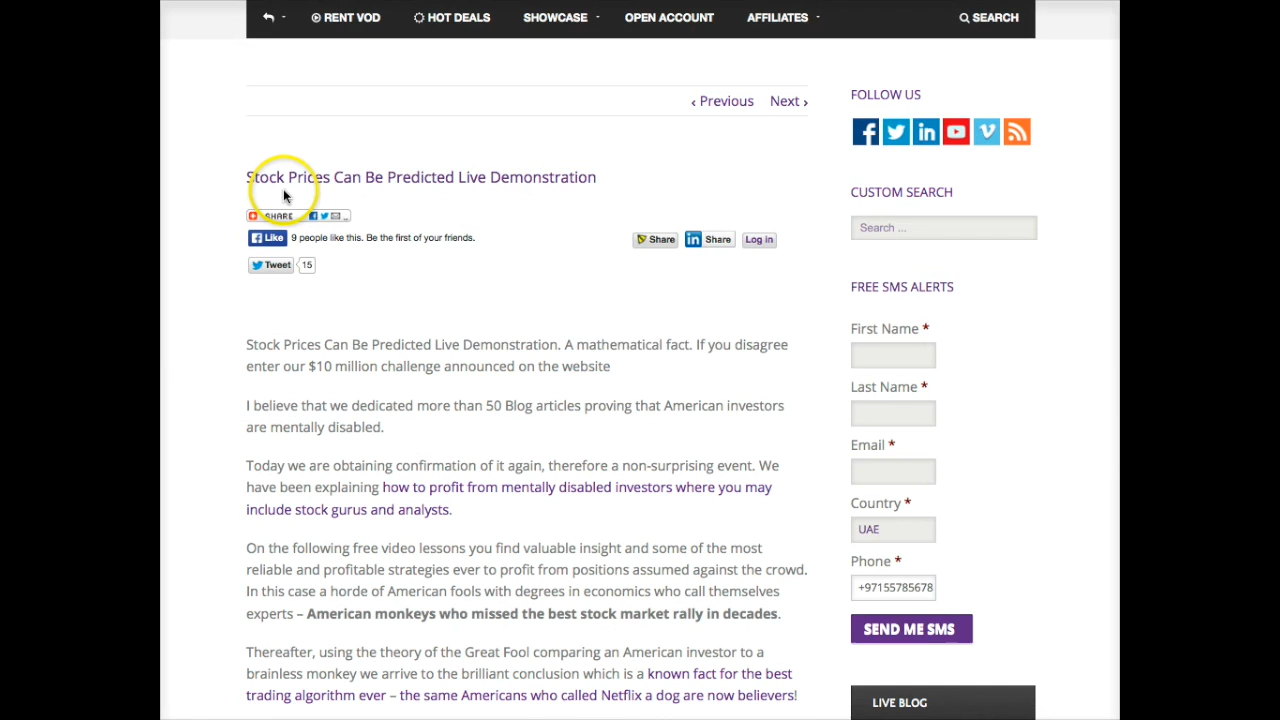 RENT VOD HOT DEALS SHOWCASE OPEN ACCOUNT AFFILIATES SEARCH
‹ Previous Next ›
Stock Prices Can Be Predicted Live Demonstration
SHARE
Like 9 people like this. Be the first of your friends.
Share Share Log in
Tweet 15
Stock Prices Can Be Predicted Live Demonstration. A mathematical fact. If you disagree
enter our $10 million challenge announced on the website
I believe that we dedicated more than 50 Blog articles proving that American investors
are mentally disabled.
Today we are obtaining confirmation of it again, therefore a non-surprising event. We
have been explaining how to profit from mentally disabled investors where you may
include stock gurus and analysts.
On the following free video lessons you find valuable insight and some of the most
reliable and profitable strategies ever to profit from positions assumed against the crowd.
In this case a horde of American fools with degrees in economics who call themselves
experts – American monkeys who missed the best stock market rally in decades.
Thereafter, using the theory of the Great Fool comparing an American investor to a
brainless monkey we arrive to the brilliant conclusion which is a known fact for the best
trading algorithm ever – the same Americans who called Netflix a dog are now believers!
FOLLOW US
CUSTOM SEARCH
Search ...
FREE SMS ALERTS
First Name *
Last Name *
Email *
Country *
UAE
Phone *
+97155785678
SEND ME SMS
LIVE BLOG